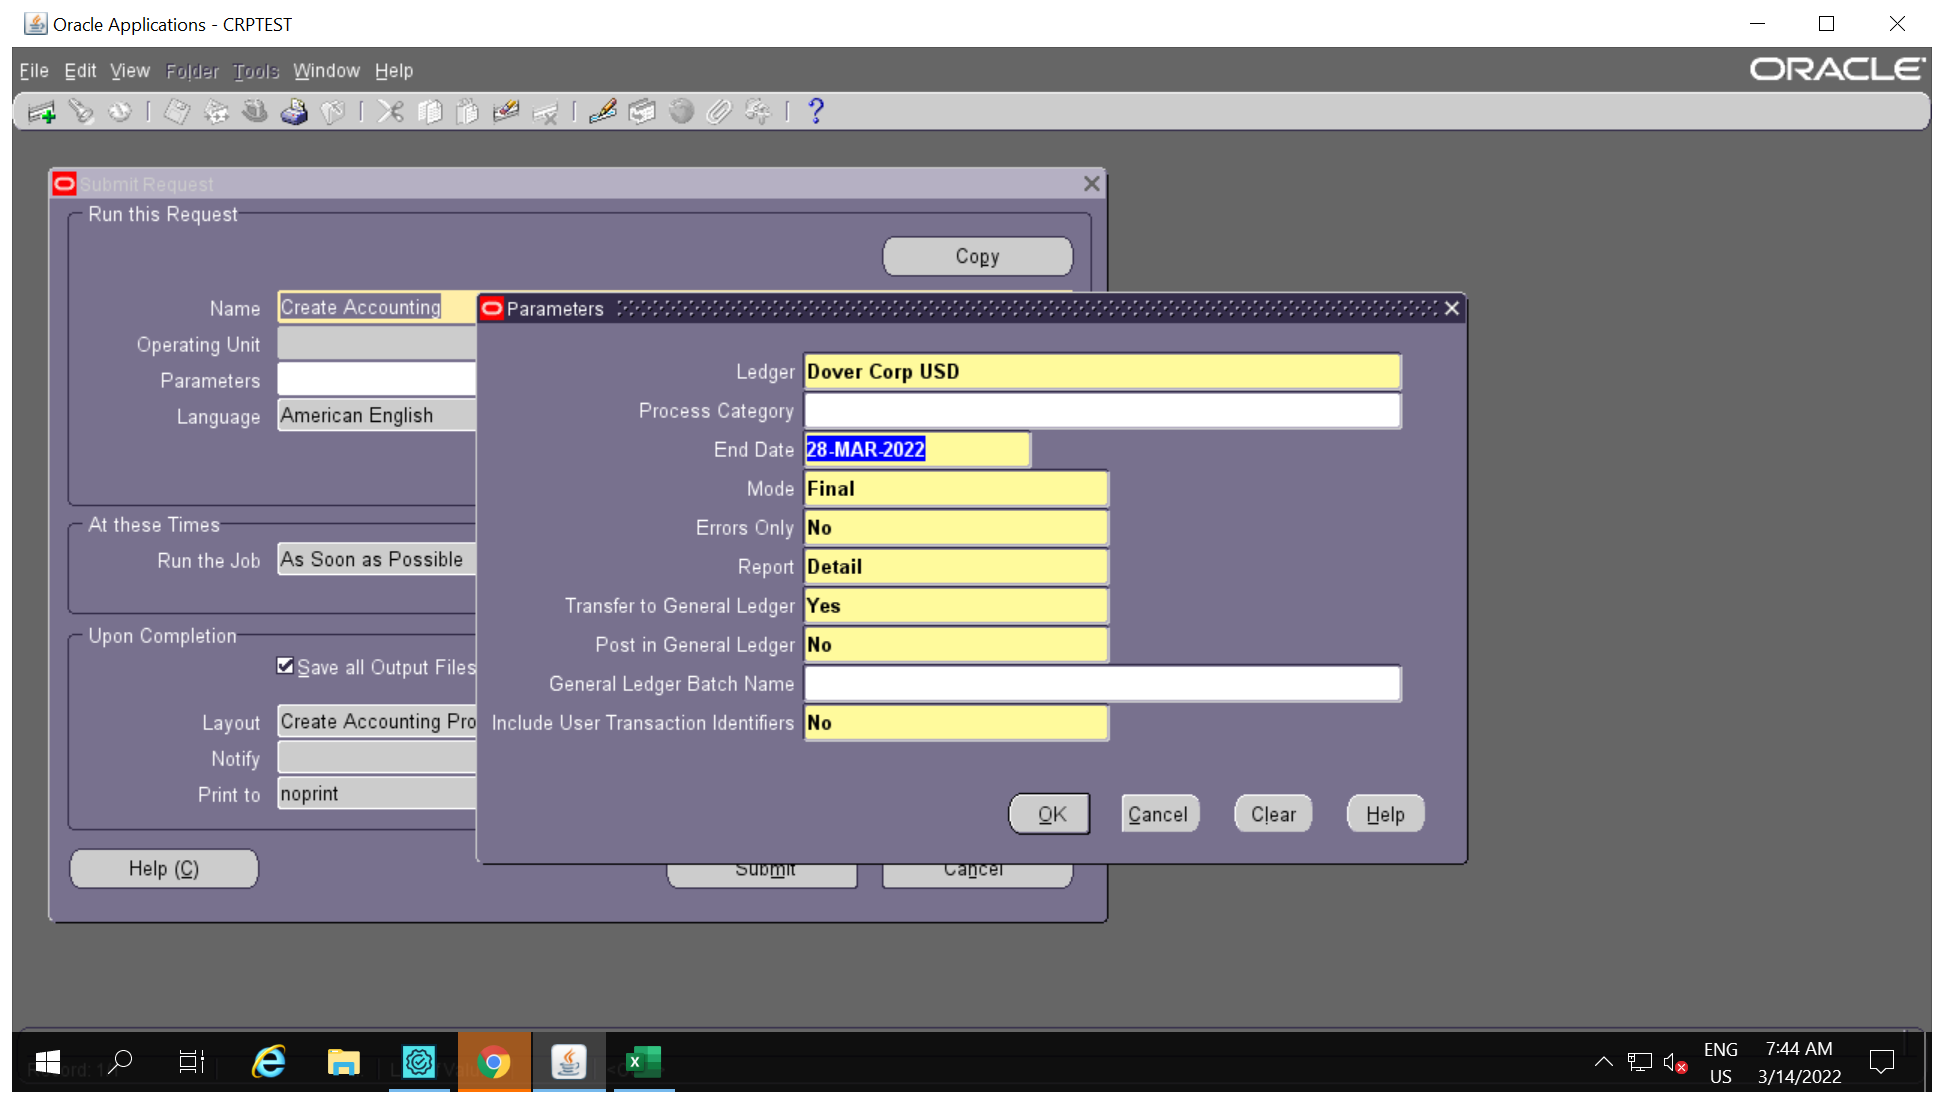 Oracle Applications - CRPTEST
File Edit View Folder Tools Window Help
ORACLE
Submit Request
Run this Request
Copy
Name Create Accounting
Operating Unit
Parameters
Language American English
At these Times
Run the Job As Soon as Possible
Upon Completion
Save all Output Files
Layout Create Accounting Pro
Notify
Print to noprint
Help (C)
Submit
Cancel
Parameters
Ledger Dover Corp USD
Process Category
End Date 28-MAR-2022
Mode Final
Errors Only No
Report Detail
Transfer to General Ledger Yes
Post in General Ledger No
General Ledger Batch Name
Include User Transaction Identifiers No
OK Cancel Clear Help
ENG 7:44 AM
US 3/14/2022